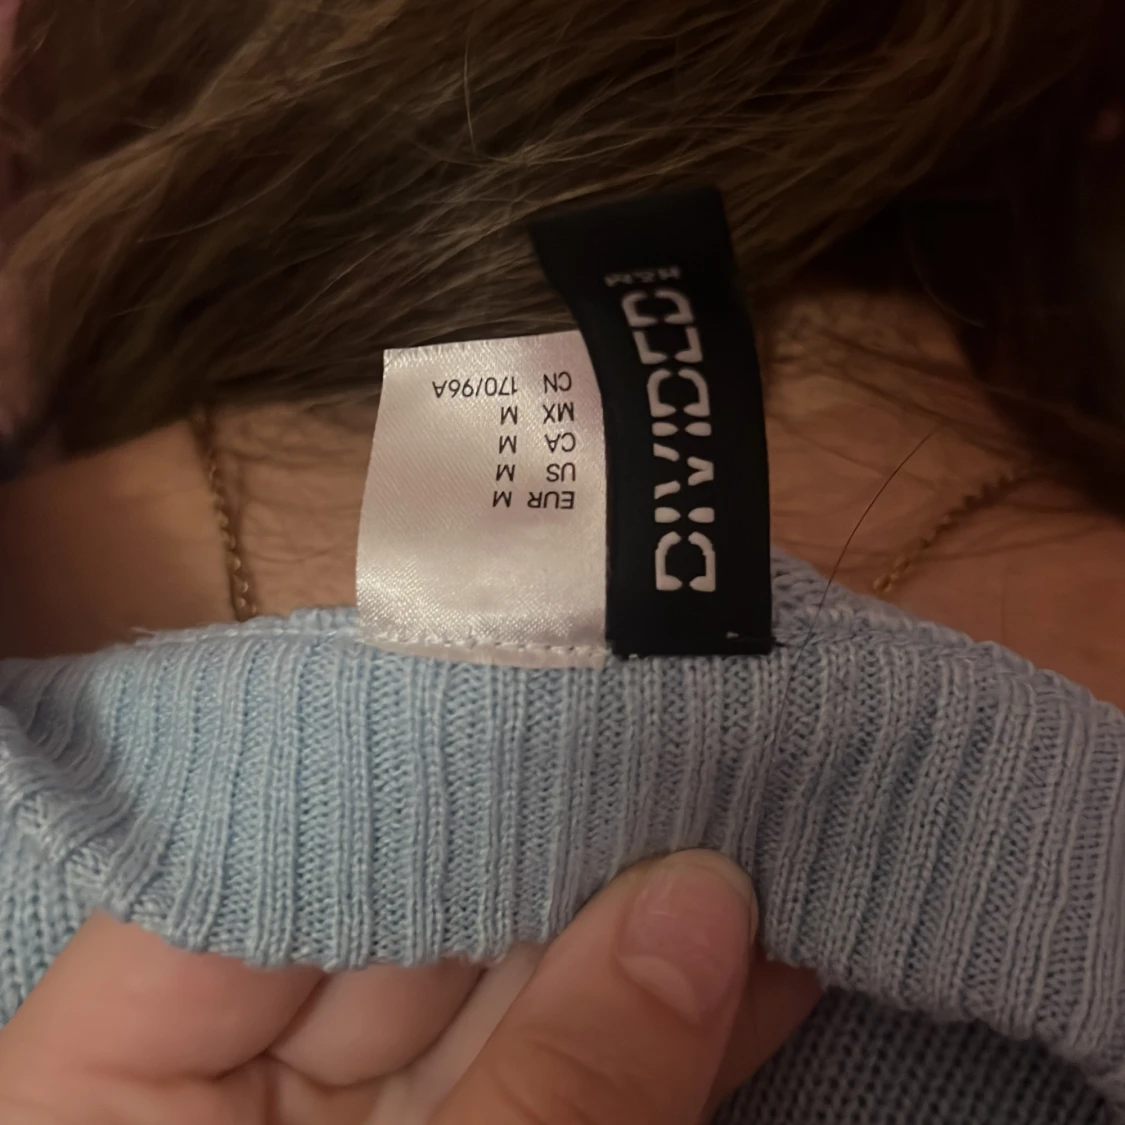 EUR M
US M
CA M
MX M
CN 170/96A
DIVIDED
H&M